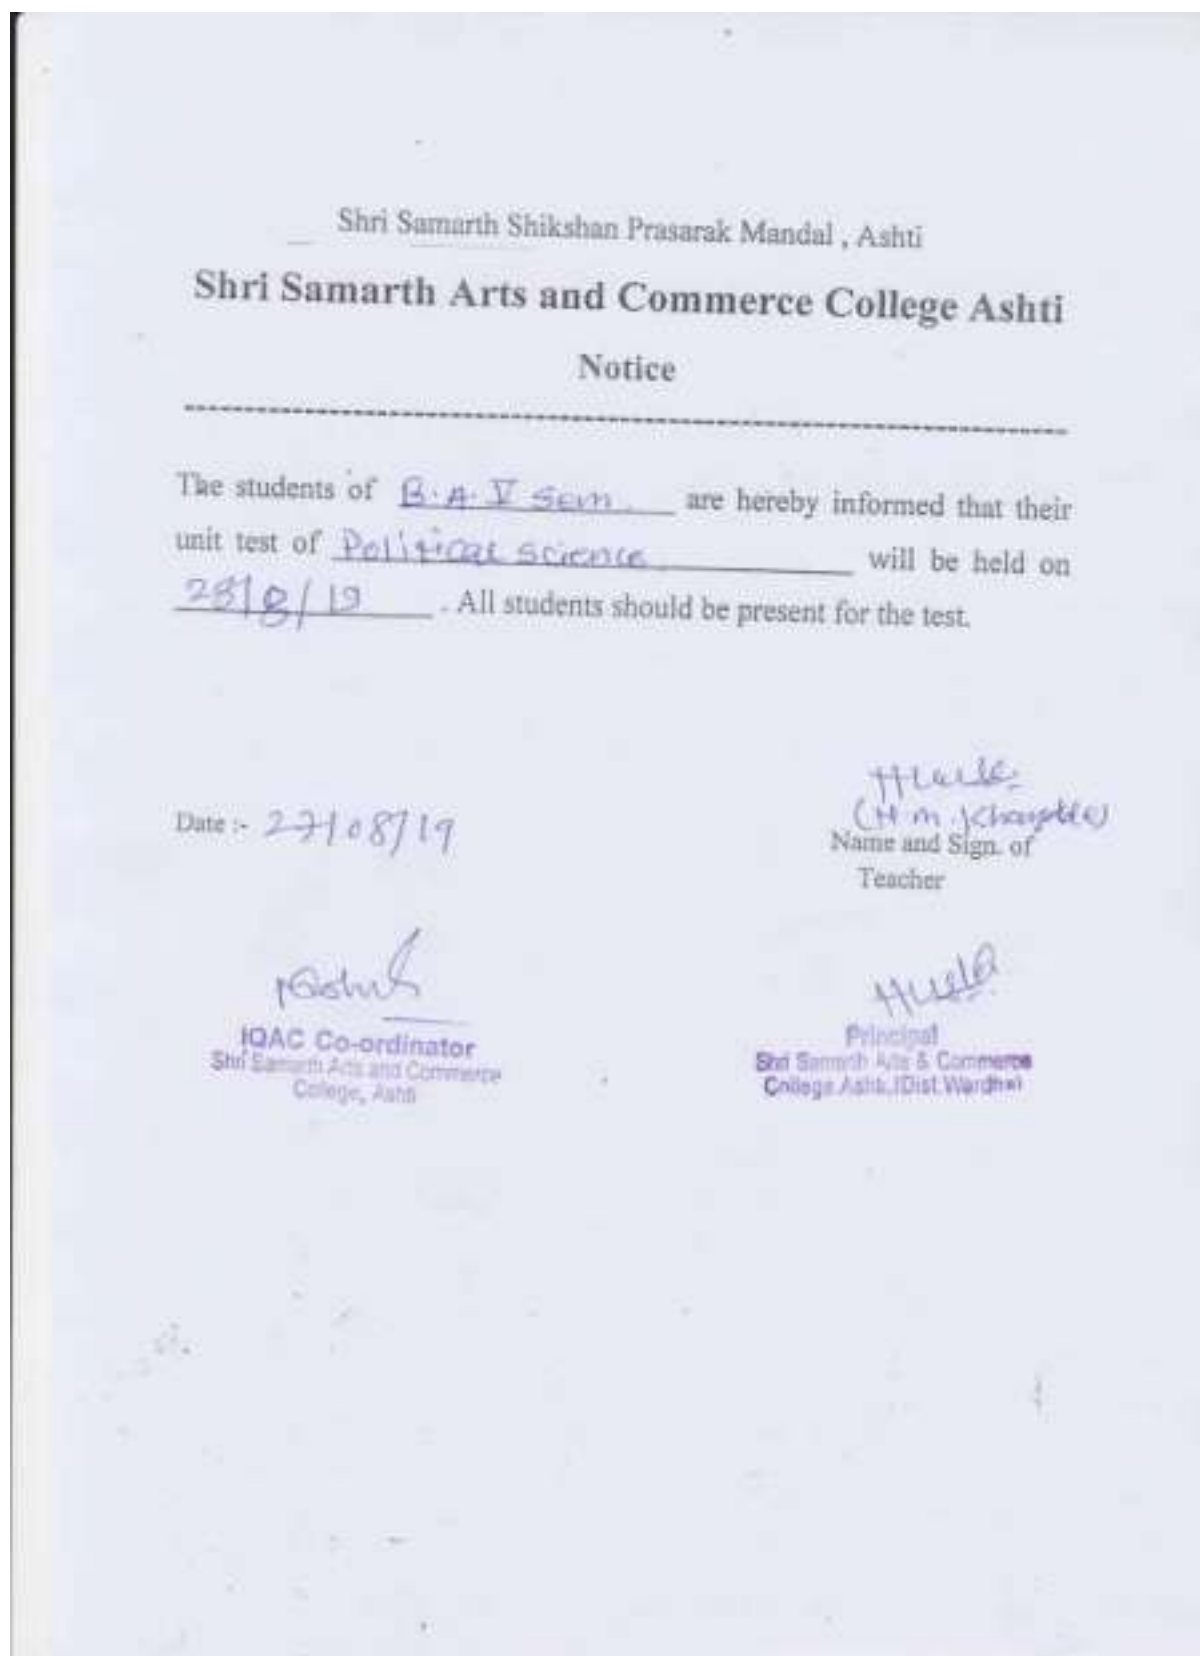 Shri Samarth Shikshan Prasarak Mandal , Ashti
Shri Samarth Arts and Commerce College Ashti
Notice
The students of B.A. V Sem. are hereby informed that their
unit test of Political Science will be held on
28/8/19 . All students should be present for the test.
Date :- 27/08/19
(H.M.
Name and Sign. of
Teacher
IQAC Co-ordinator
Shri Samarth Arts and Commerce
College, Ashti
Principal
Shri Samarth Arts & Commerce
College Ashti.(Dist.Wardha)